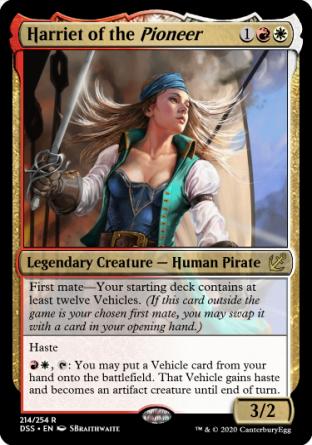 Harriet of the Pioneer 1
Legendary Creature — Human Pirate
First mate—Your starting deck contains
at least twelve Vehicles. (If this card outside
the game is your chosen first mate, you may swap
it with a card in your opening hand.)
Haste
: You may put a Vehicle card from your
hand onto the battlefield. That Vehicle gains haste
and becomes an artifact creature until end of turn.
3/2
214/254 R
DSS • EN SBraithwaite
™ & © 2020 CanterburyEgg